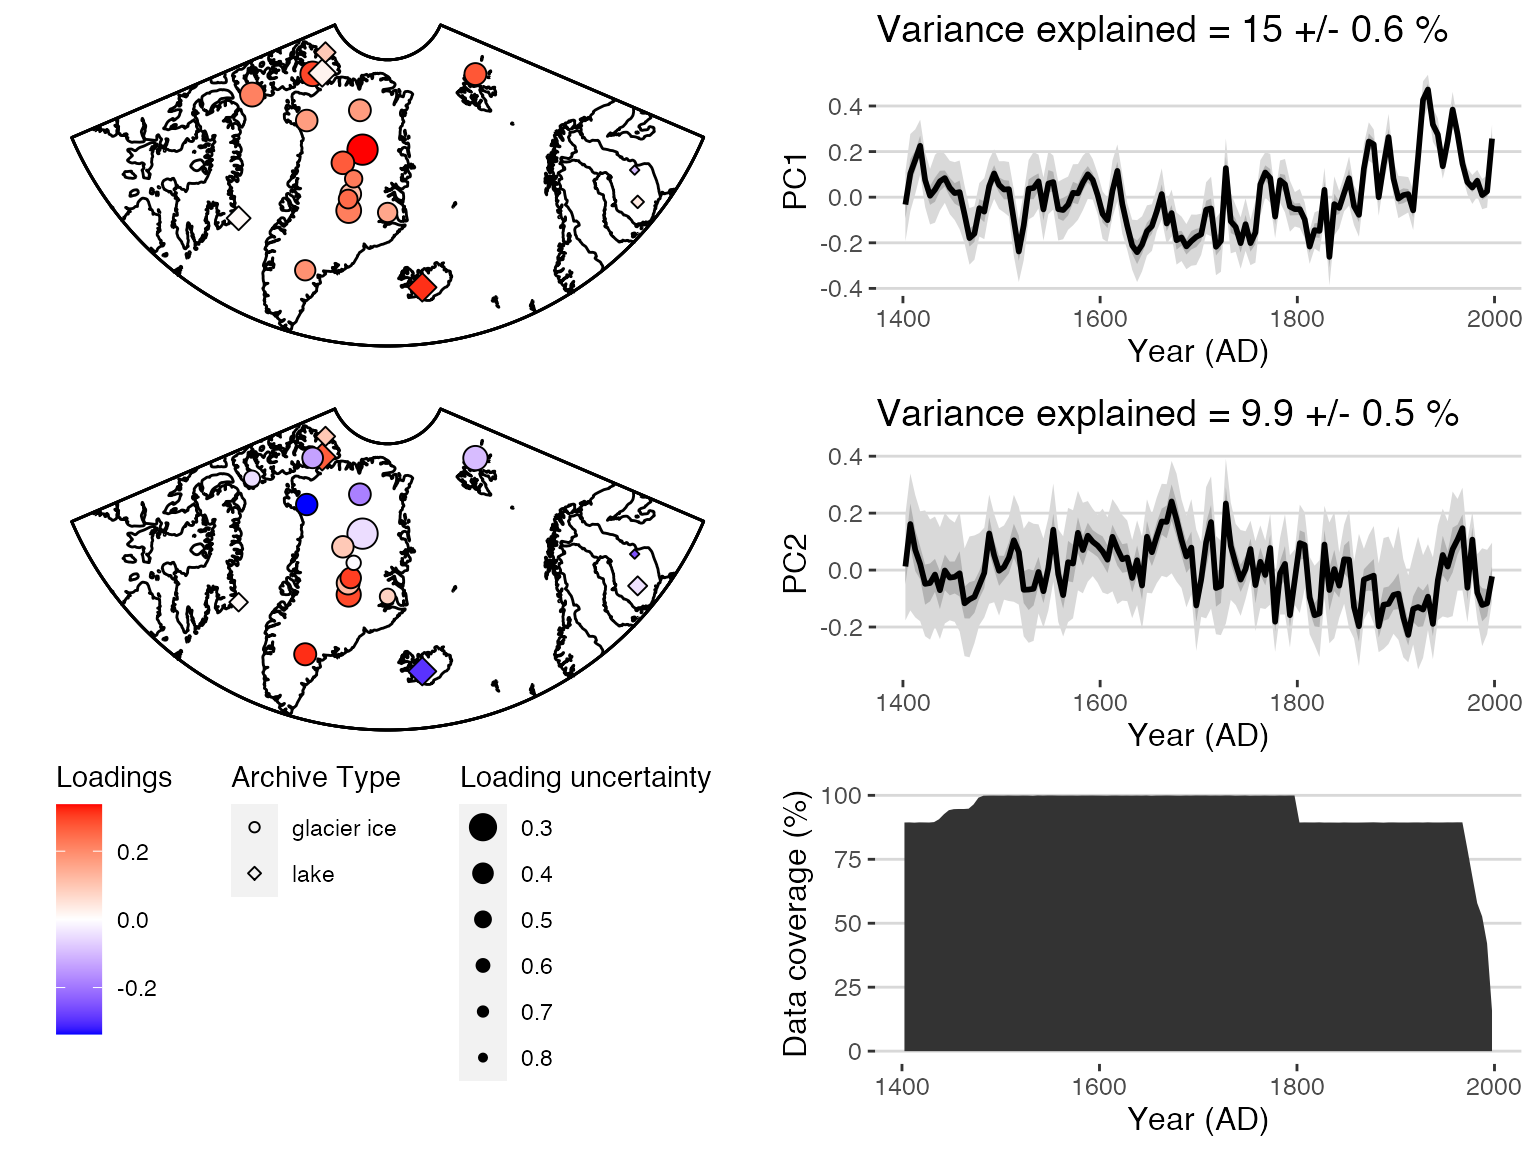 Variance explained = 15 +/- 0.6 %
PC1
0.4
0.2
0.0
-0.2
-0.4
1400 1600 1800 2000
Year (AD)
Variance explained = 9.9 +/- 0.5 %
PC2
0.4
0.2
0.0
-0.2
1400 1600 1800 2000
Year (AD)
Loadings
0.2
0.0
-0.2
Archive Type
glacier ice
lake
Loading uncertainty
0.3
0.4
0.5
0.6
0.7
0.8
Data coverage (%)
100
75
50
25
0
1400 1600 1800 2000
Year (AD)